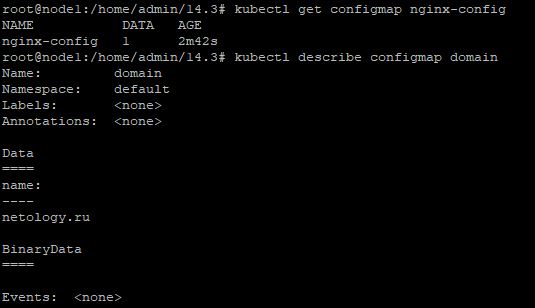 root@node1:/home/admin/14.3# kubectl get configmap nginx-config
NAME           DATA   AGE
nginx-config   1      2m42s
root@node1:/home/admin/14.3# kubectl describe configmap domain
Name:         domain
Namespace:    default
Labels:       <none>
Annotations:  <none>

Data
====
name:
----
netology.ru

BinaryData
====

Events:  <none>